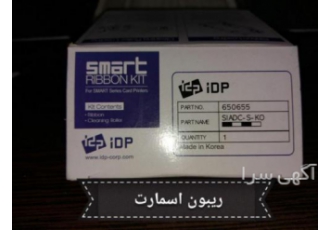 smart
RIBBON KIT
For SMART Series Card Printers
Kit Contents
- Ribbon
- Cleaning Roller
iDP
www.idp-corp.com
iDP
PART NO. 650655
PART NAME SIADC-S-KO
QUANTITY 1
Made in Korea
آگهی سرا
ریبون اسمارت